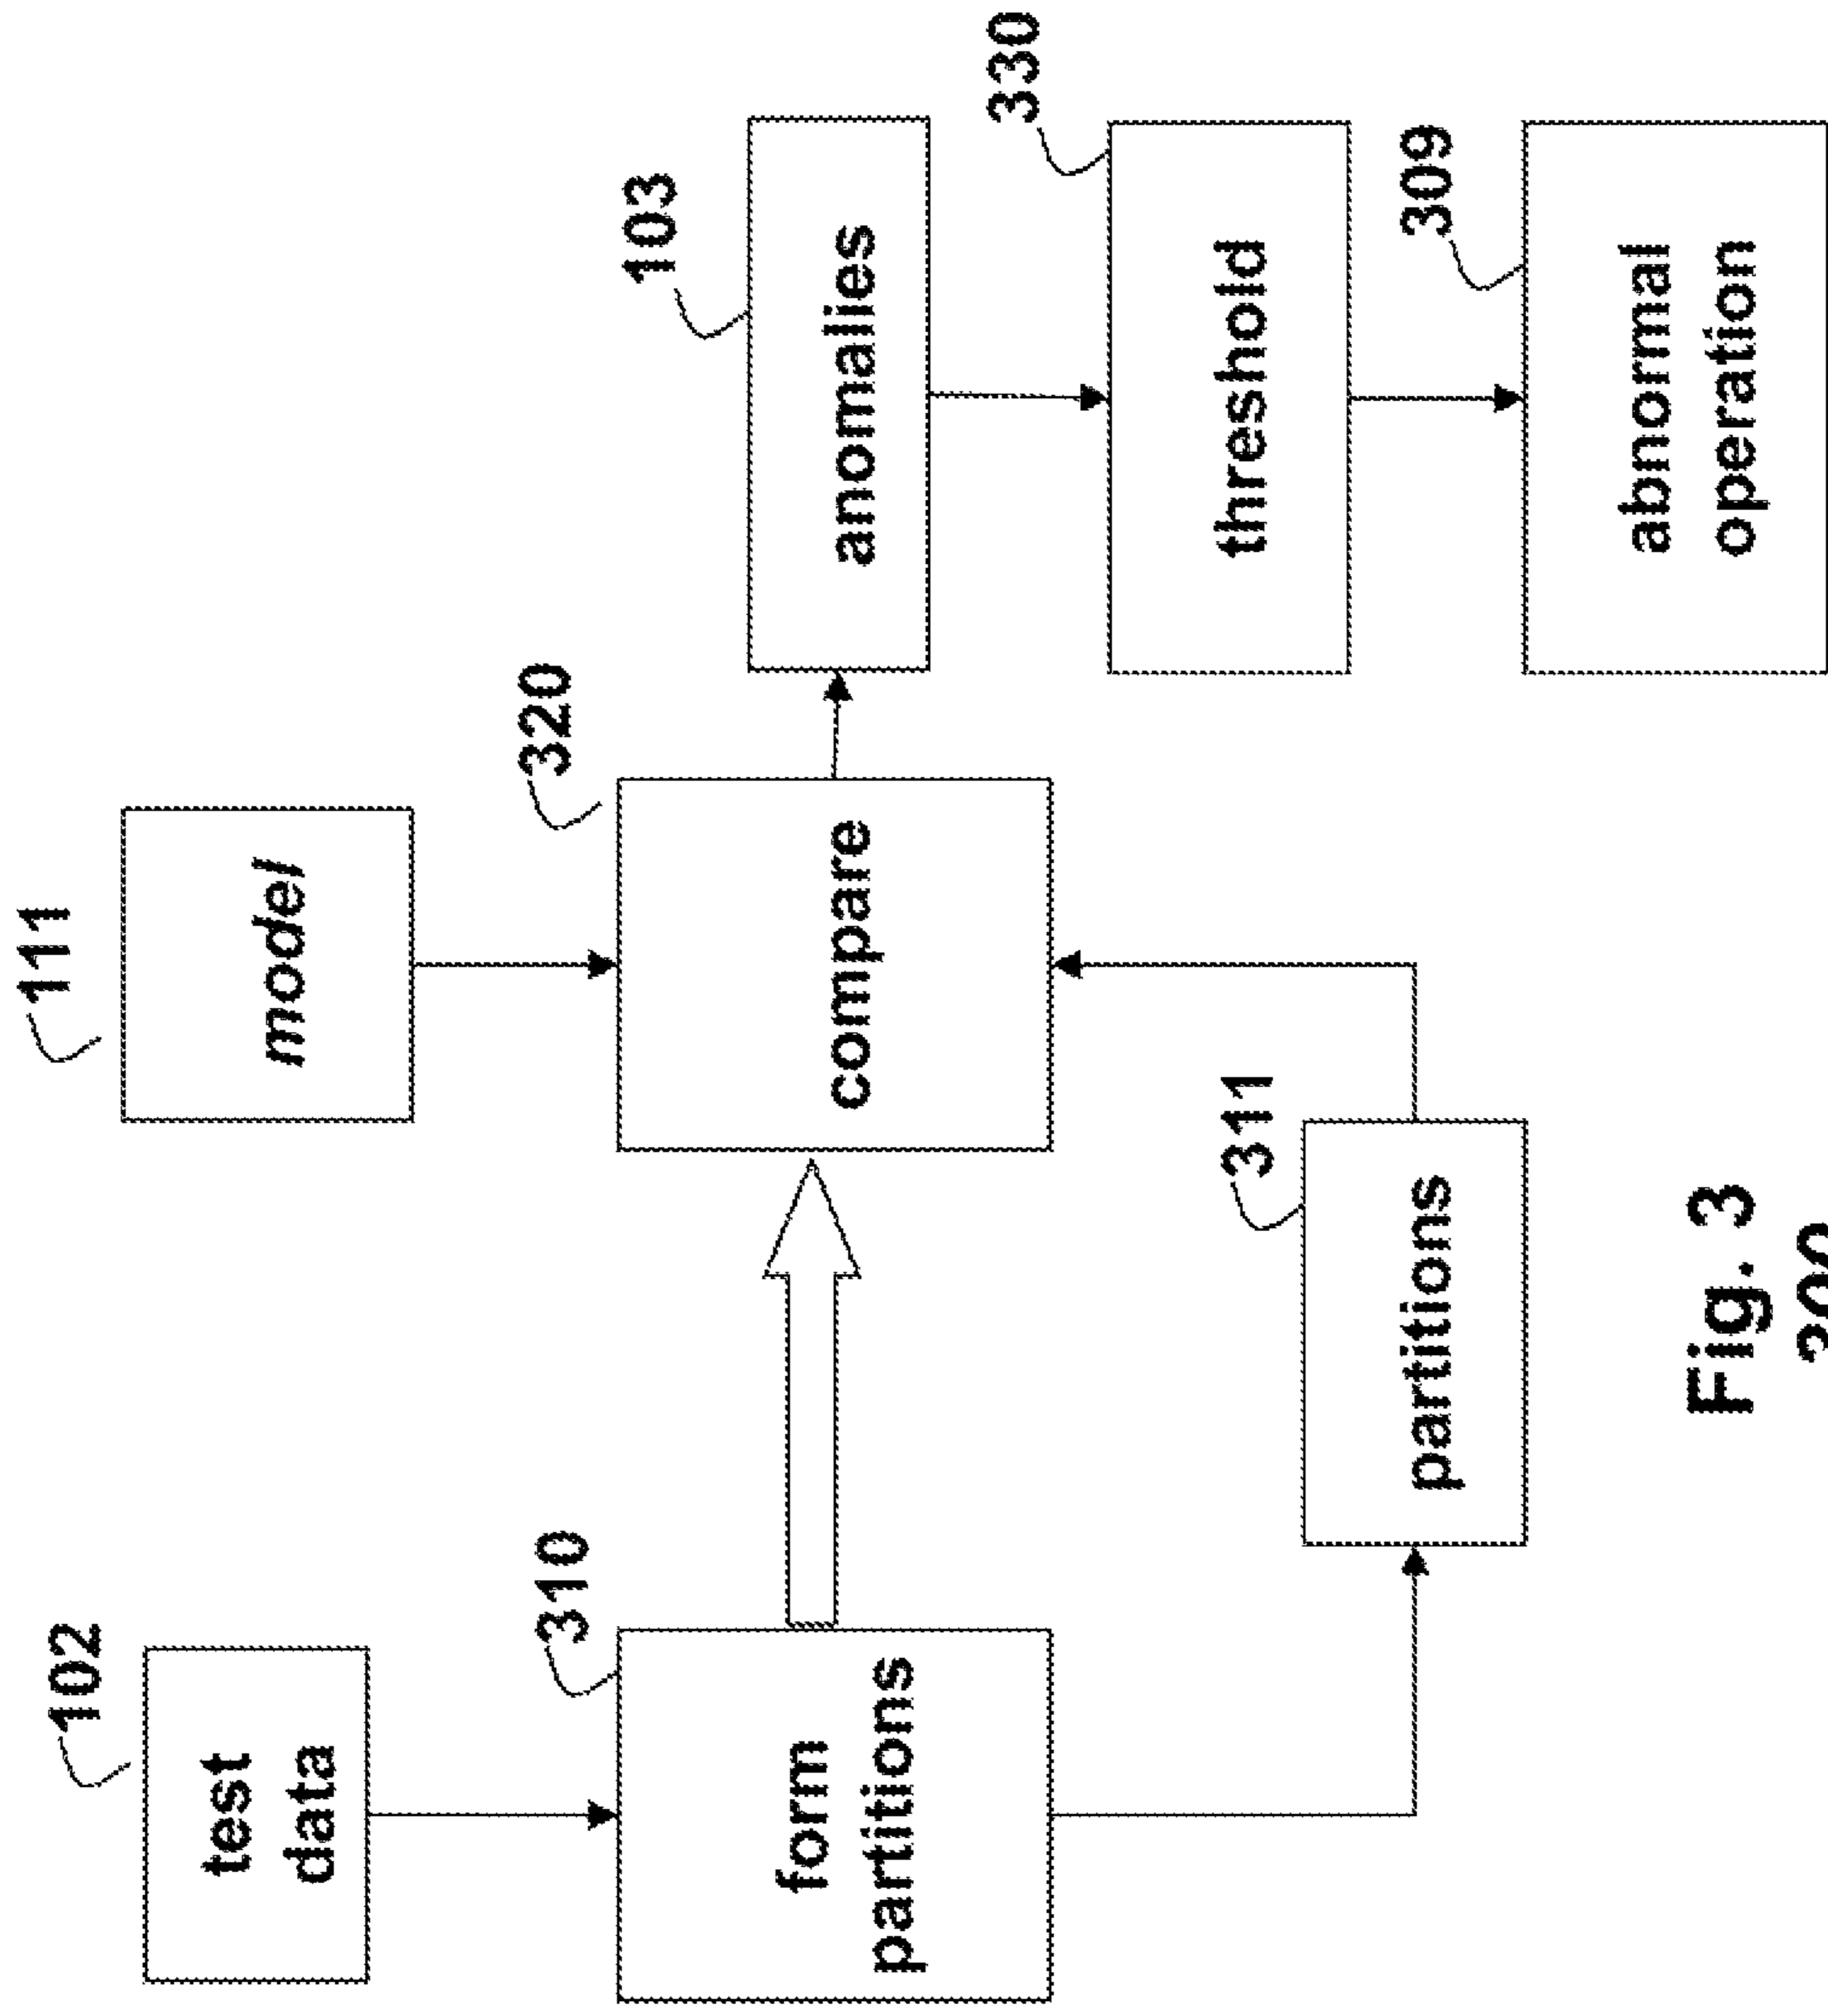 111
102
test
data
model
310
320
103
form
partitions
compare
anomalies
330
threshold
311
partitions
309
abnormal
operation
Fig. 3